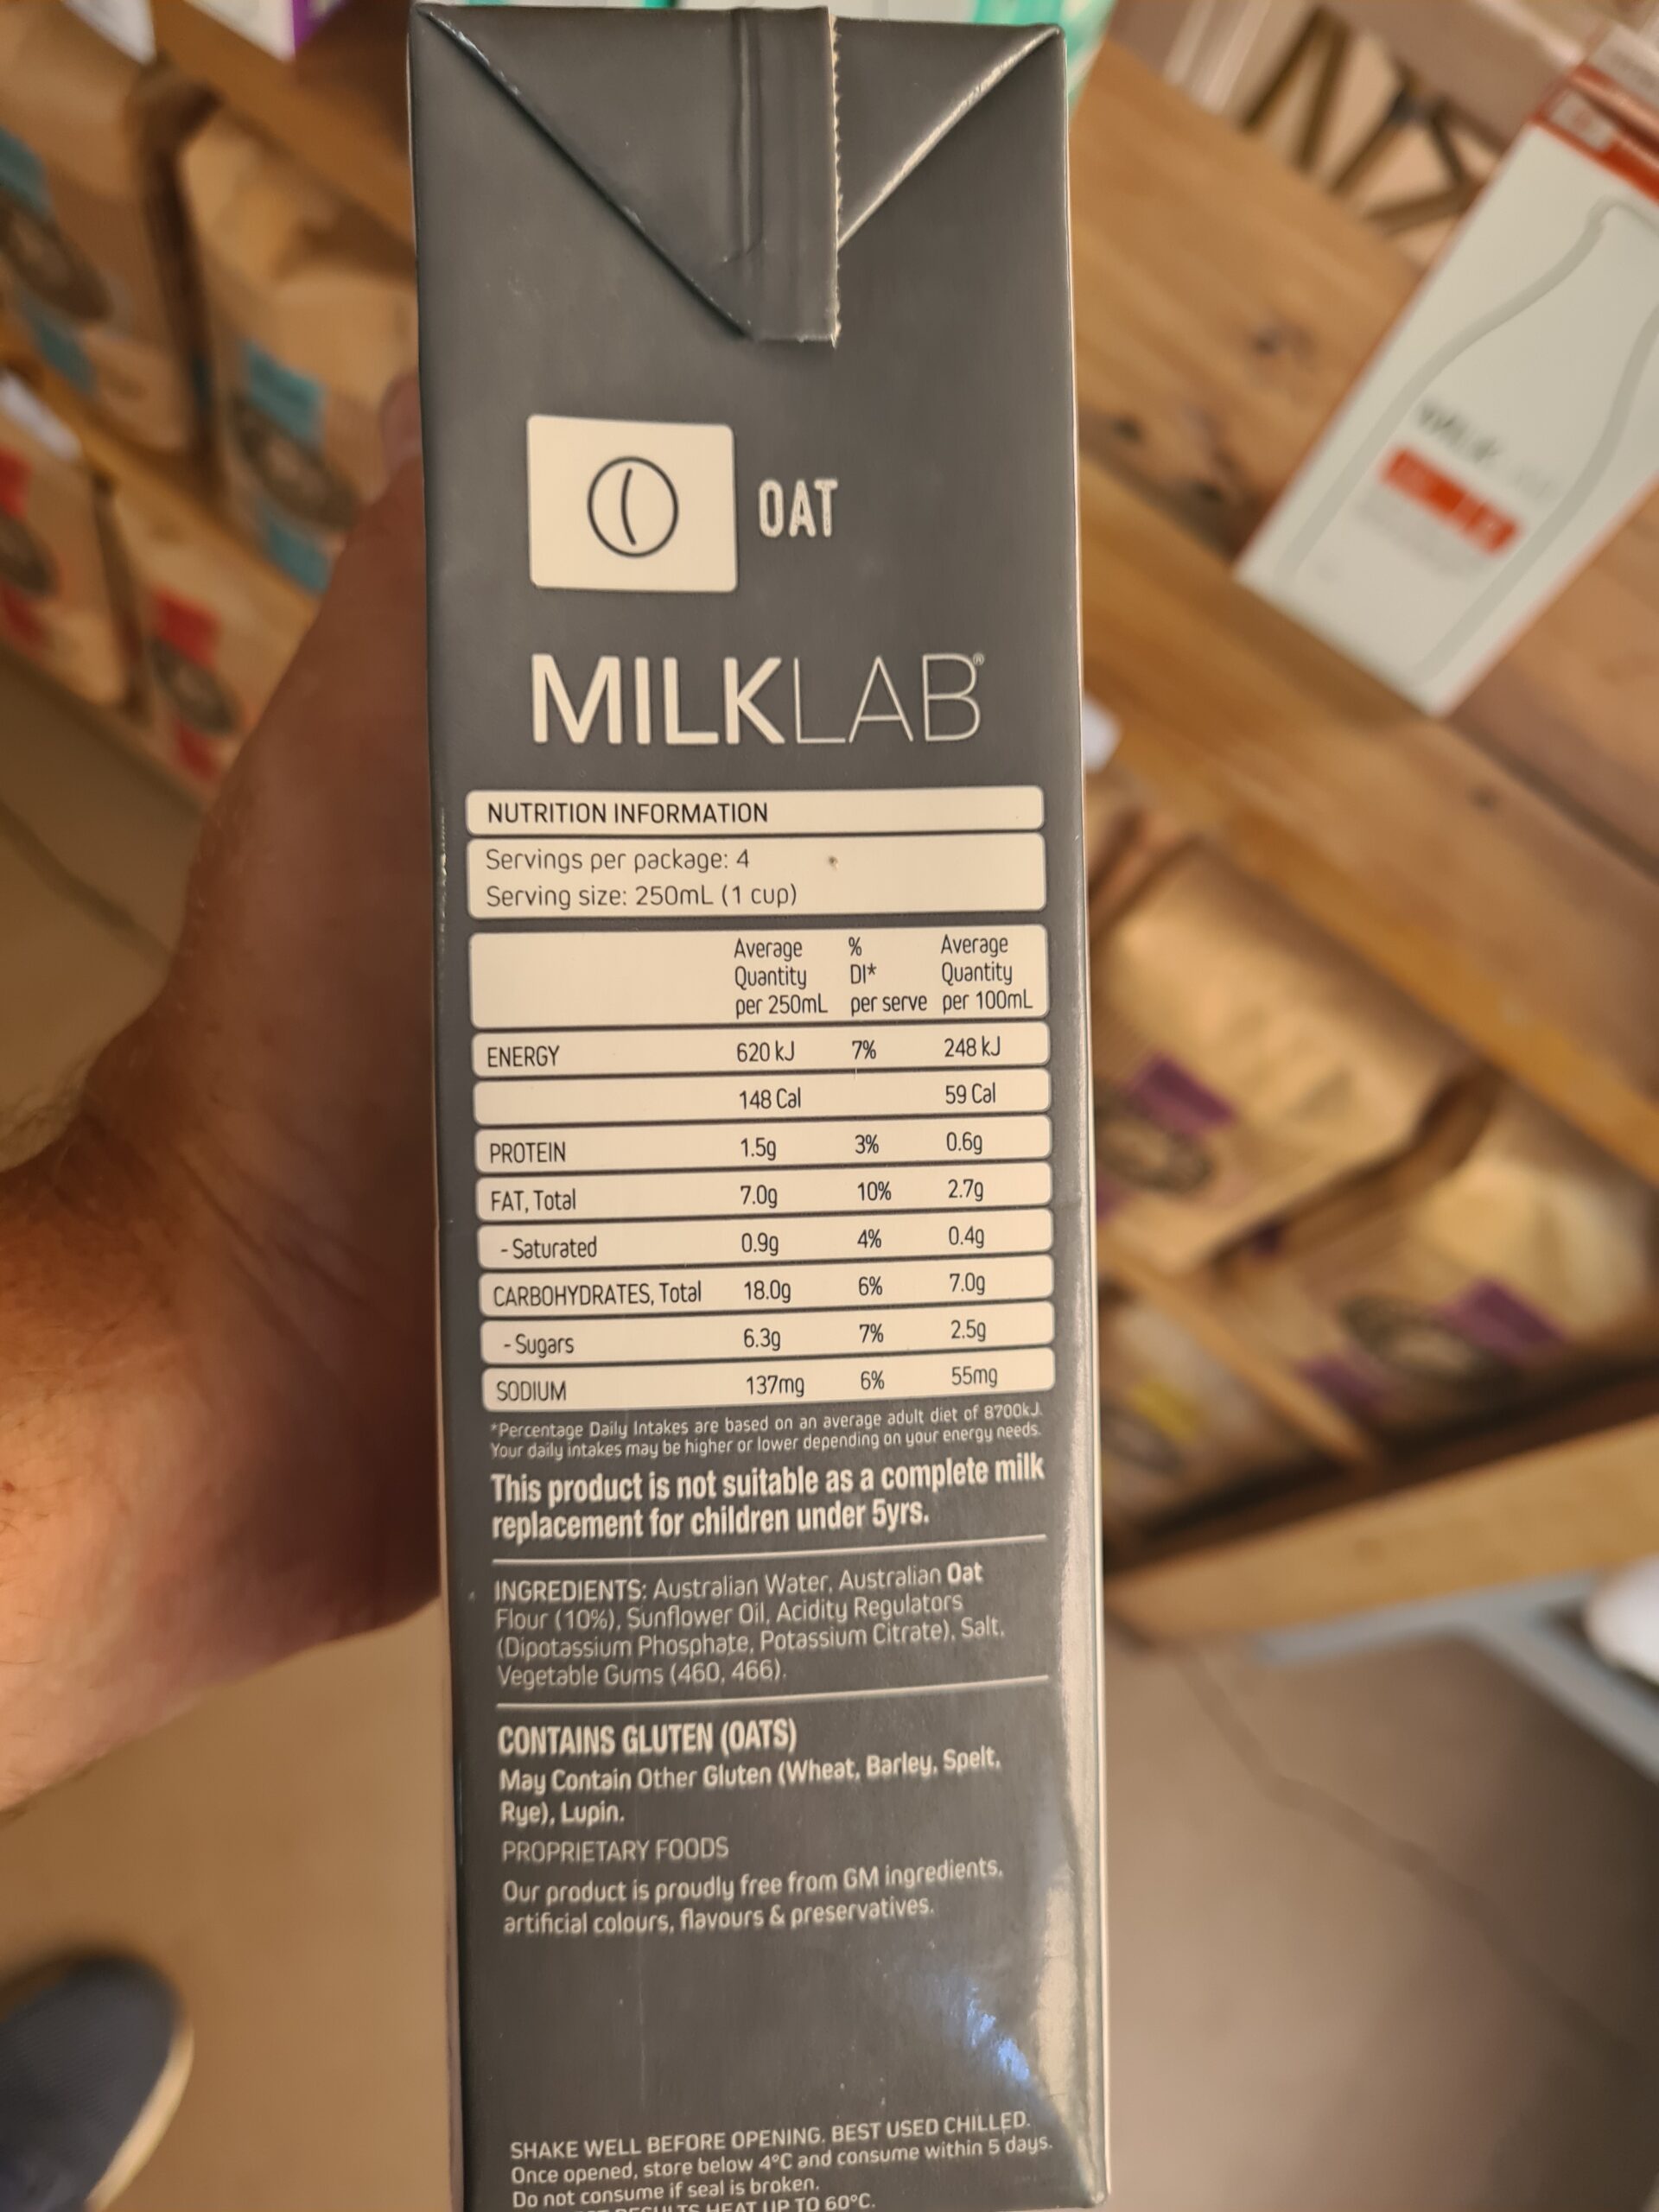 OAT
MILKLAB®
NUTRITION INFORMATION
Servings per package: 4
Serving size: 250mL (1 cup)
Average Quantity per 250mL % DI* per serve Average Quantity per 100mL
ENERGY 620 kJ 7% 248 kJ
148 Cal 59 Cal
PROTEIN 1.5g 3% 0.6g
FAT, Total 7.0g 10% 2.7g
- Saturated 0.9g 4% 0.4g
CARBOHYDRATES, Total 18.0g 6% 7.0g
- Sugars 6.3g 7% 2.5g
SODIUM 137mg 6% 55mg
*Percentage Daily Intakes are based on an average adult diet of 8700kJ.
Your daily intakes may be higher or lower depending on your energy needs.
This product is not suitable as a complete milk
replacement for children under 5yrs.
INGREDIENTS: Australian Water, Australian Oat
Flour (10%), Sunflower Oil, Acidity Regulators
(Dipotassium Phosphate, Potassium Citrate), Salt,
Vegetable Gums (460, 466).
CONTAINS GLUTEN (OATS)
May Contain Other Gluten (Wheat, Barley, Spelt,
Rye), Lupin.
PROPRIETARY FOODS
Our product is proudly free from GM ingredients,
artificial colours, flavours & preservatives.
SHAKE WELL BEFORE OPENING. BEST USED CHILLED.
Once opened, store below 4°C and consume within 5 days.
Do not consume if seal is broken.
RESULTS HEAT UP TO 60°C.